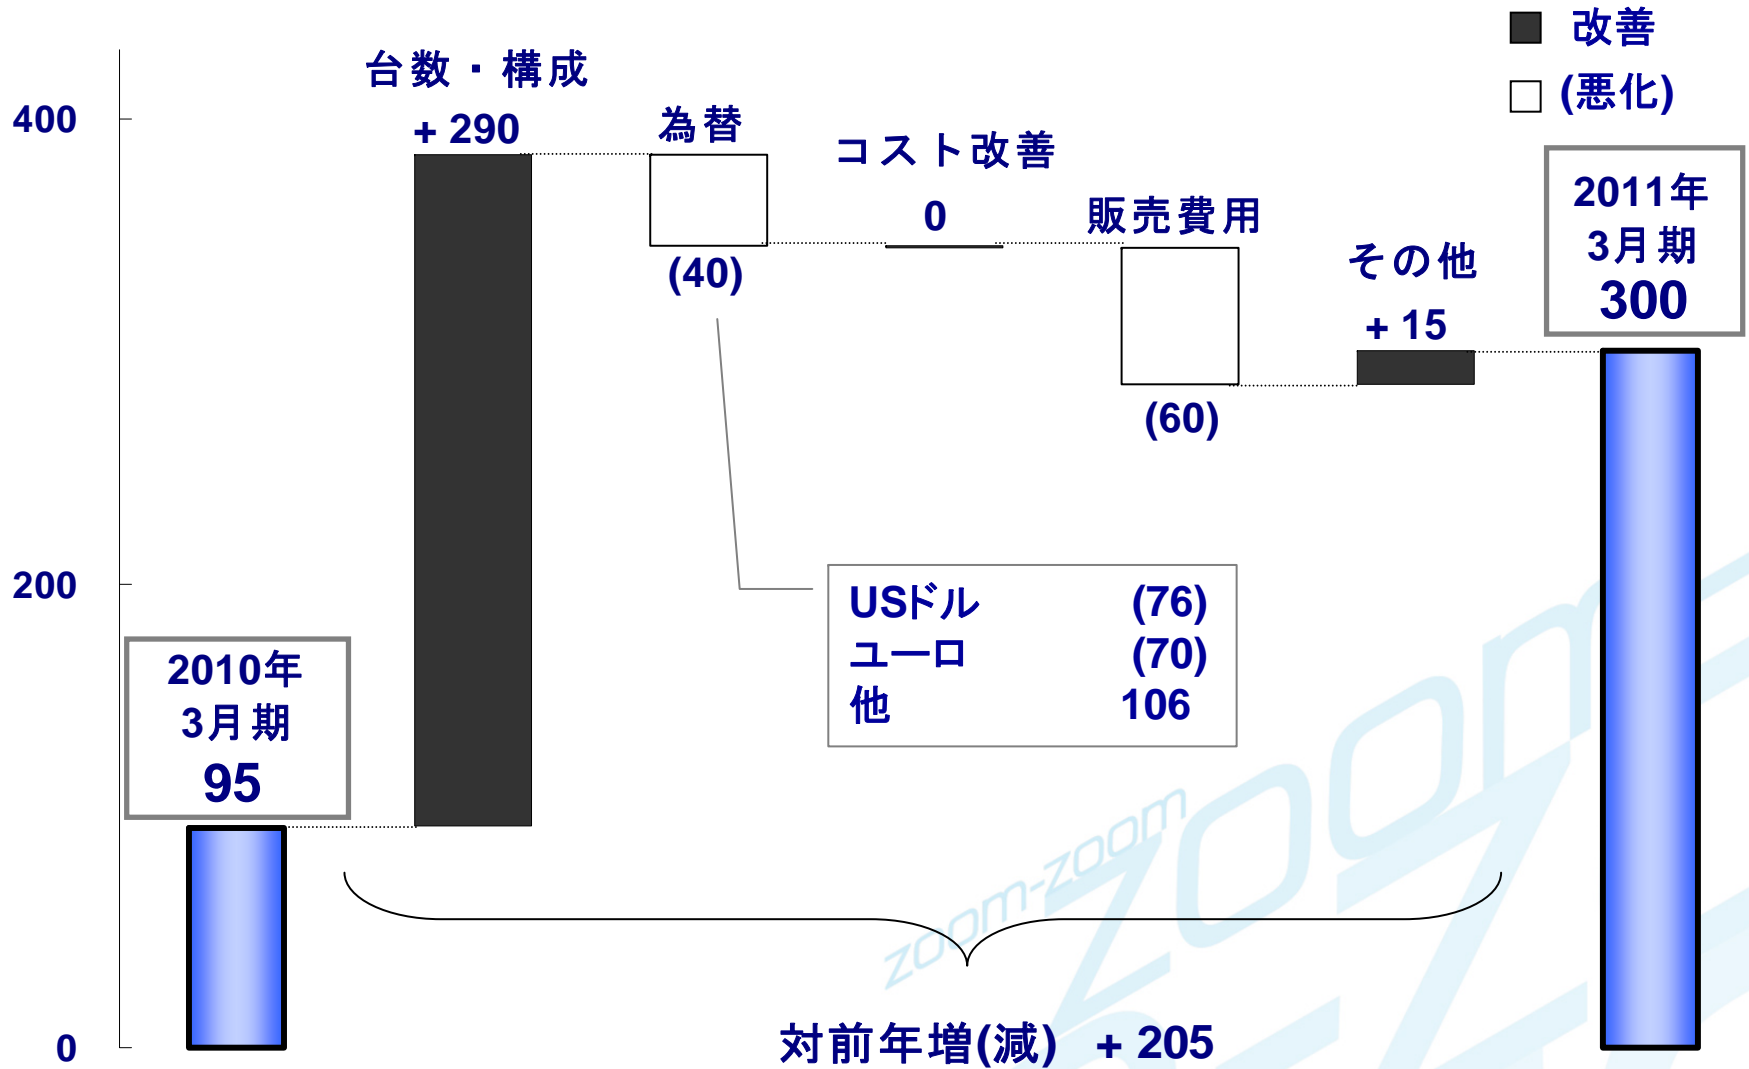 改善
(悪化)
400
200
0
台数・構成
+ 290
為替
(40)
コスト改善
0
販売費用
(60)
その他
+ 15
2011年
3月期
300
2010年
3月期
95
USドル (76)
ユーロ (70)
他 106
対前年増(減) + 205
zoom-zoom
zoom